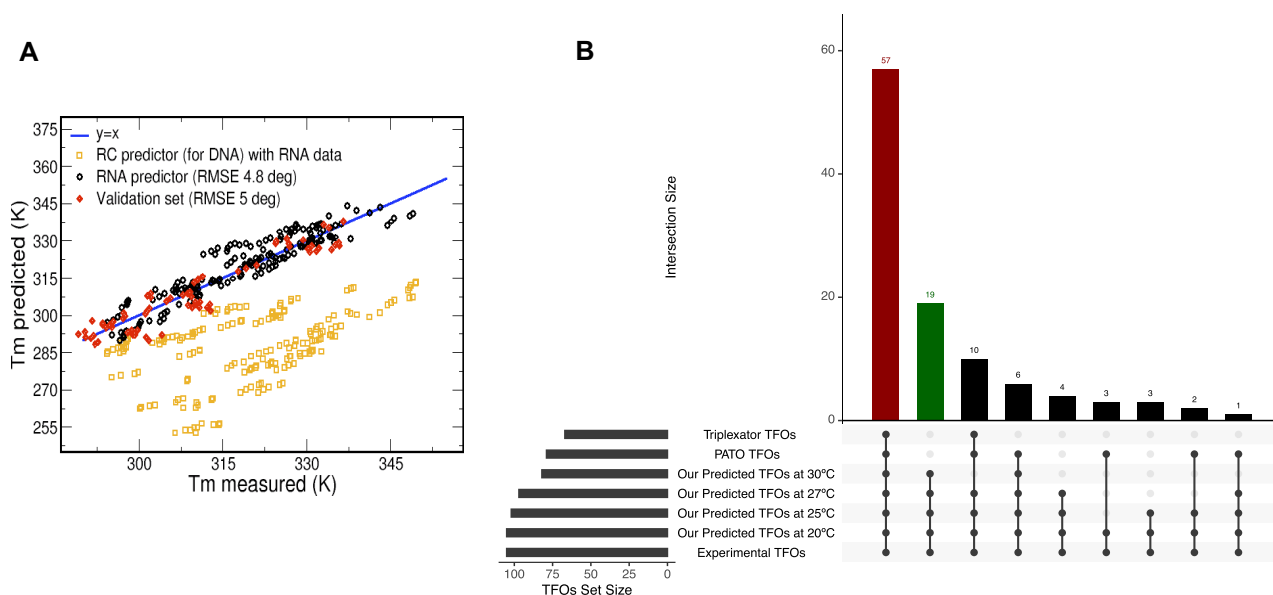 A
375
360
345
330
315
300
285
270
255
Tm predicted (K)
y=x
RC predictor (for DNA) with RNA data
RNA predictor (RMSE 4.8 deg)
Validation set (RMSE 5 deg)
300
315
330
345
Tm measured (K)
B
60
40
20
0
Intersection Size
57
19
10
6
4
3
3
2
1
Triplexator TFOs
PATO TFOs
Our Predicted TFOs at 30ºC
Our Predicted TFOs at 27ºC
Our Predicted TFOs at 25ºC
Our Predicted TFOs at 20ºC
Experimental TFOs
100
75
50
25
0
TFOs Set Size